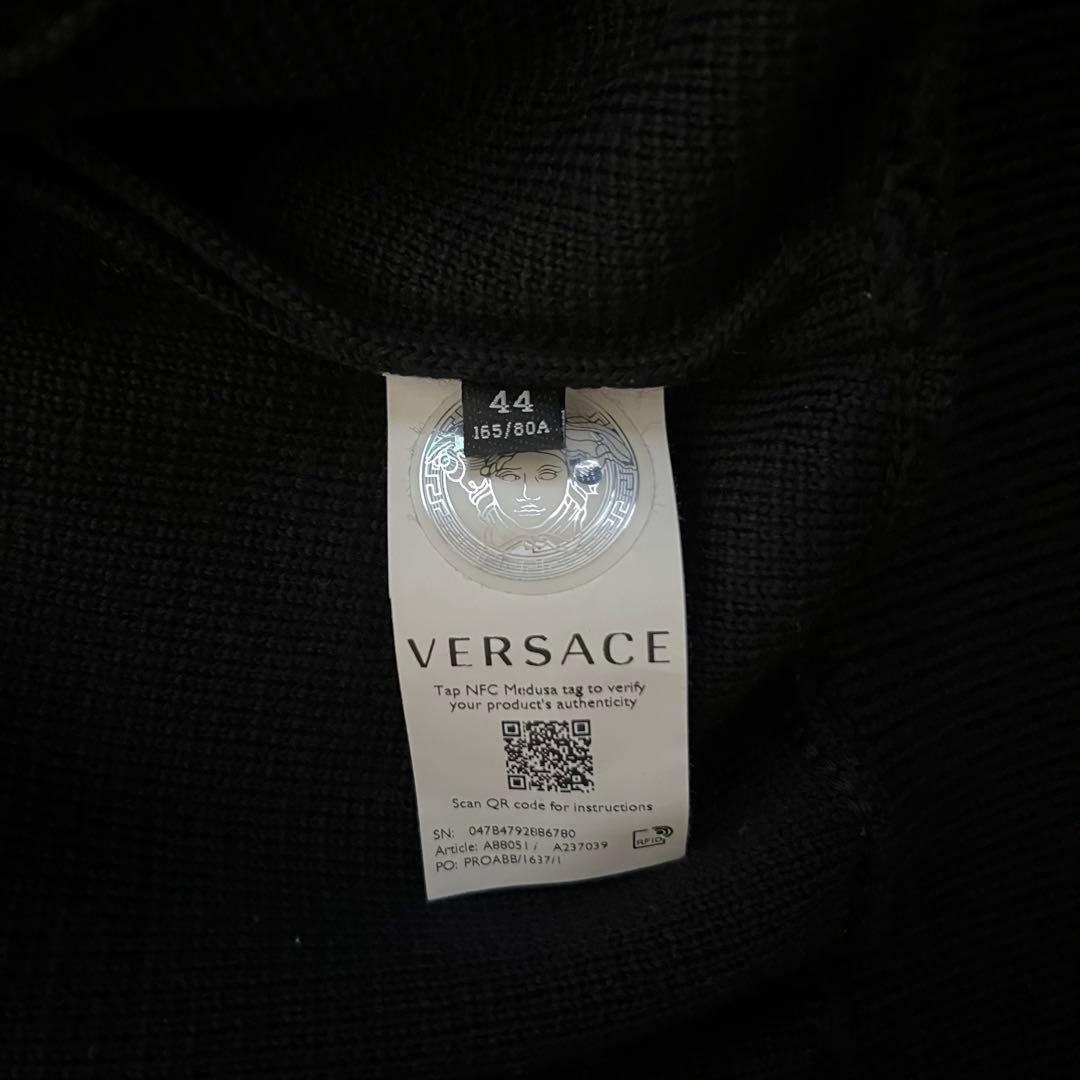 44
165/80A
VERSACE
Tap NFC Medusa tag to verify
your product's authenticity
Scan QR code for instructions
SN: 047B4792886780
Article: A88051 / A237039
RFID
PO: PROABB/1637/1